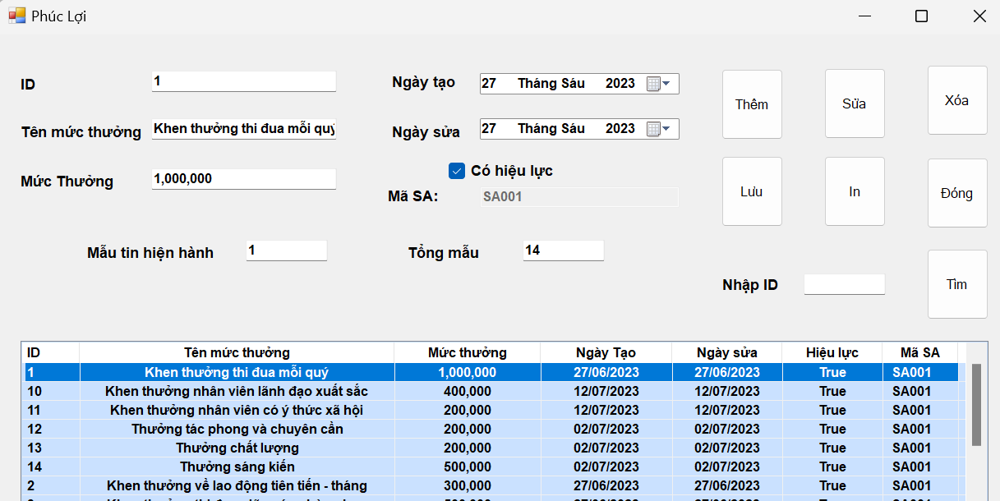 Phúc Lợi
ID 1 Ngày tạo 27 Tháng Sáu 2023 Thêm Sửa Xóa
Tên mức thưởng Khen thưởng thi đua mỗi quý Ngày sửa 27 Tháng Sáu 2023
Mức Thưởng 1,000,000 Có hiệu lực
Mã SA: SA001 Lưu In Đóng
Mẫu tin hiện hành 1 Tổng mẫu 14
Nhập ID Tìm
ID Tên mức thưởng Mức thưởng Ngày Tạo Ngày sửa Hiệu lực Mã SA
1 Khen thưởng thi đua mỗi quý 1,000,000 27/06/2023 27/06/2023 True SA001
10 Khen thưởng nhân viên lãnh đạo xuất sắc 400,000 12/07/2023 12/07/2023 True SA001
11 Khen thưởng nhân viên có ý thức xã hội 200,000 12/07/2023 12/07/2023 True SA001
12 Thưởng tác phong và chuyên cần 200,000 02/07/2023 02/07/2023 True SA001
13 Thưởng chất lượng 200,000 02/07/2023 02/07/2023 True SA001
14 Thưởng sáng kiến 500,000 02/07/2023 02/07/2023 True SA001
2 Khen thưởng về lao động tiên tiến - tháng 300,000 27/06/2023 27/06/2023 True SA001